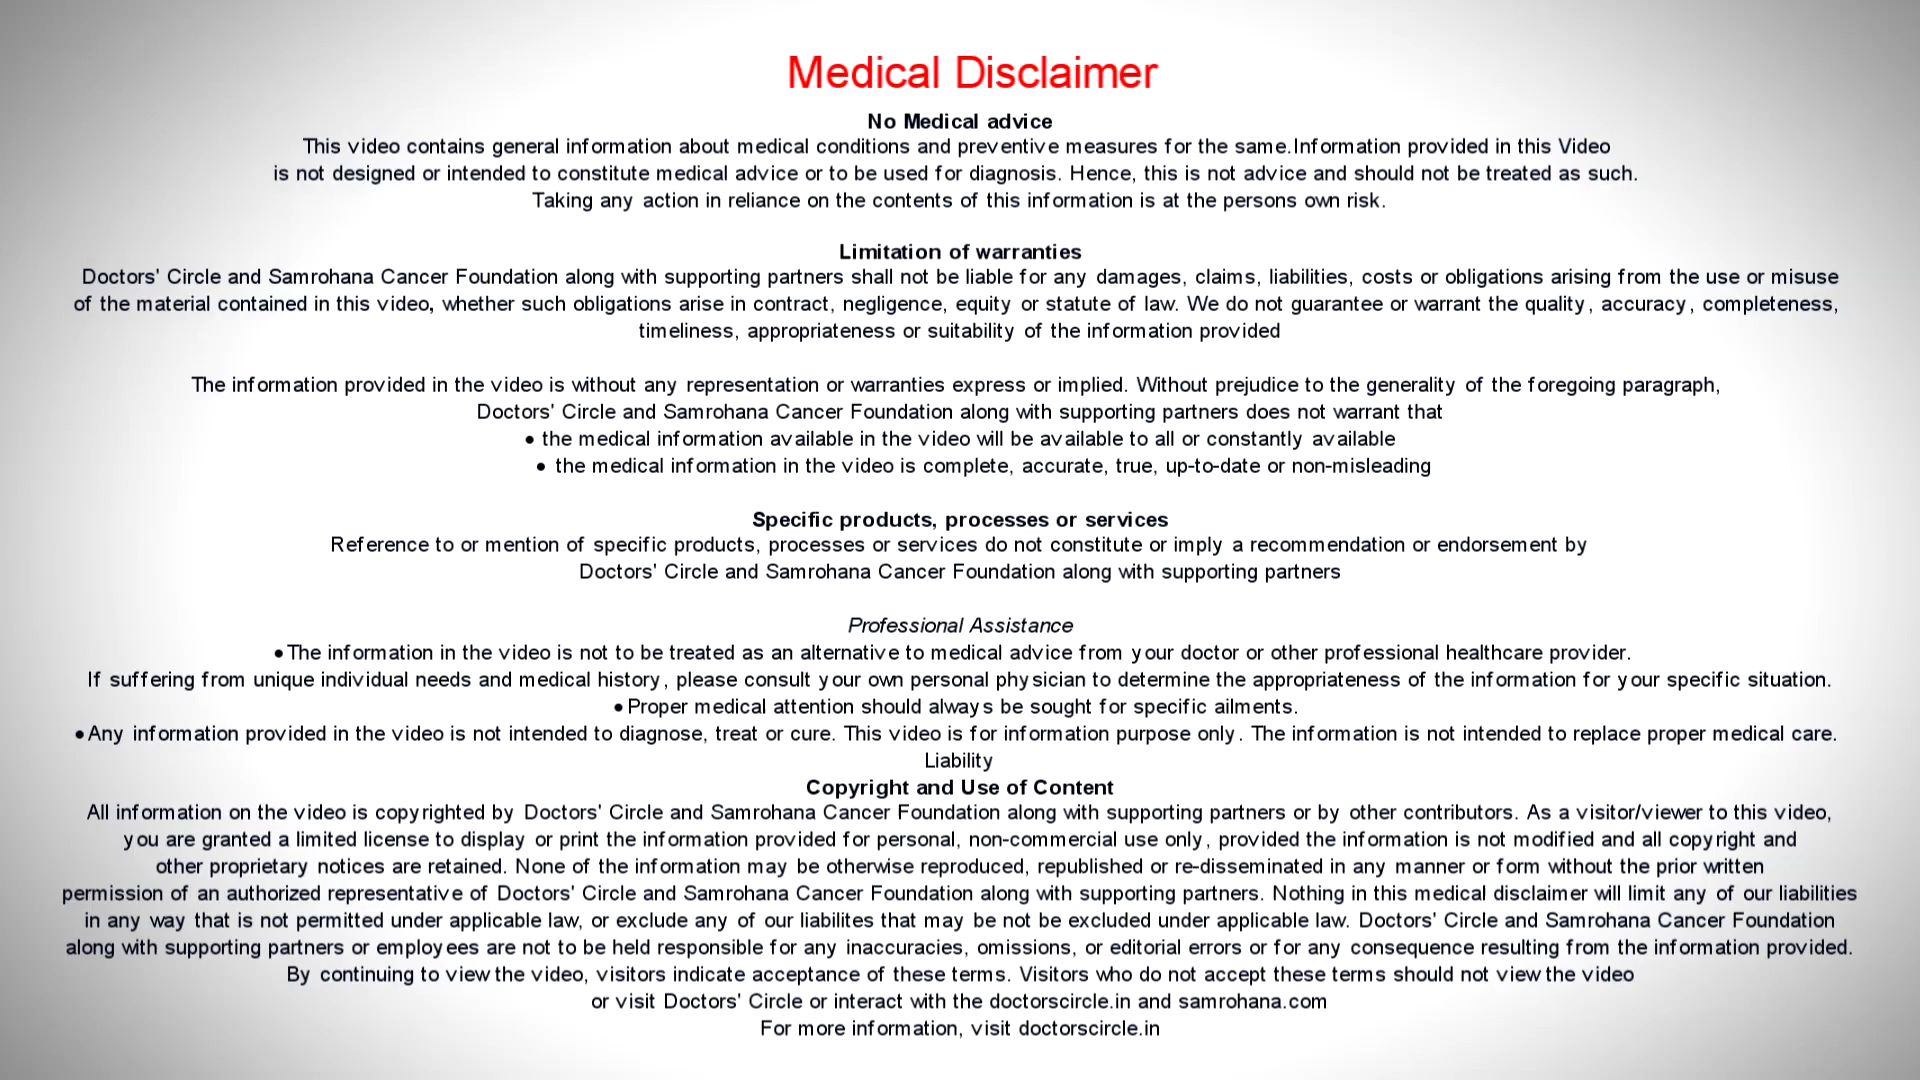 Medical Disclaimer
No Medical advice
This video contains general information about medical conditions and preventive measures for the same.Information provided in this Video
is not designed or intended to constitute medical advice or to be used for diagnosis. Hence, this is not advice and should not be treated as such.
Taking any action in reliance on the contents of this information is at the persons own risk.
Limitation of warranties
Doctors' Circle and Samrohana Cancer Foundation along with supporting partners shall not be liable for any damages, claims, liabilities, costs or obligations arising from the use or misuse
of the material contained in this video, whether such obligations arise in contract, negligence, equity or statute of law. We do not guarantee or warrant the quality, accuracy, completeness,
timeliness, appropriateness or suitability of the information provided
The information provided in the video is without any representation or warranties express or implied. Without prejudice to the generality of the foregoing paragraph,
Doctors' Circle and Samrohana Cancer Foundation along with supporting partners does not warrant that
• the medical information available in the video will be available to all or constantly available
• the medical information in the video is complete, accurate, true, up-to-date or non-misleading
Specific products, processes or services
Reference to or mention of specific products, processes or services do not constitute or imply a recommendation or endorsement by
Doctors' Circle and Samrohana Cancer Foundation along with supporting partners
Professional Assistance
•The information in the video is not to be treated as an alternative to medical advice from your doctor or other professional healthcare provider.
If suffering from unique individual needs and medical history, please consult your own personal physician to determine the appropriateness of the information for your specific situation.
•Proper medical attention should always be sought for specific ailments.
•Any information provided in the video is not intended to diagnose, treat or cure. This video is for information purpose only. The information is not intended to replace proper medical care.
Liability
Copyright and Use of Content
All information on the video is copyrighted by Doctors' Circle and Samrohana Cancer Foundation along with supporting partners or by other contributors. As a visitor/viewer to this video,
you are granted a limited license to display or print the information provided for personal, non-commercial use only, provided the information is not modified and all copyright and
other proprietary notices are retained. None of the information may be otherwise reproduced, republished or re-disseminated in any manner or form without the prior written
permission of an authorized representative of Doctors' Circle and Samrohana Cancer Foundation along with supporting partners. Nothing in this medical disclaimer will limit any of our liabilities
in any way that is not permitted under applicable law, or exclude any of our liabilites that may be not be excluded under applicable law. Doctors' Circle and Samrohana Cancer Foundation
along with supporting partners or employees are not to be held responsible for any inaccuracies, omissions, or editorial errors or for any consequence resulting from the information provided.
By continuing to view the video, visitors indicate acceptance of these terms. Visitors who do not accept these terms should not view the video
or visit Doctors' Circle or interact with the doctorscircle.in and samrohana.com
For more information, visit doctorscircle.in